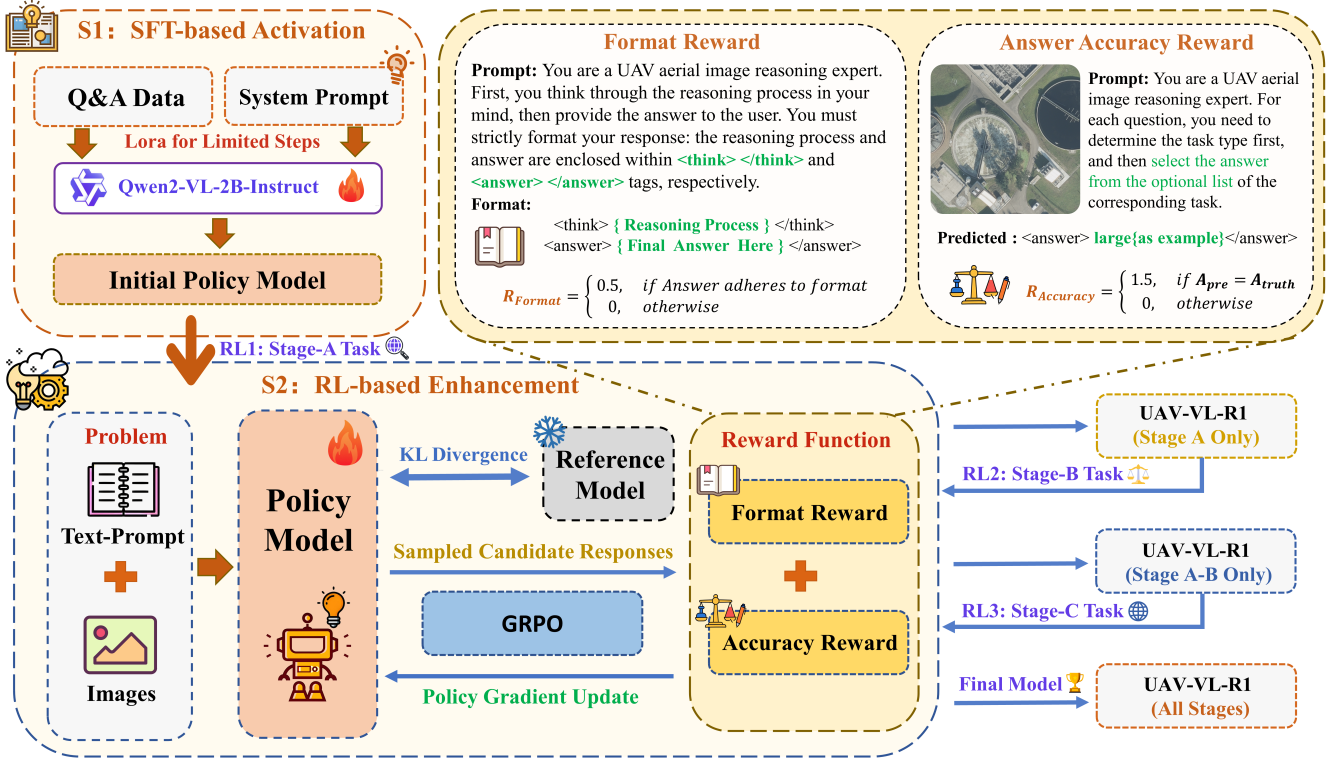 S1：SFT-based Activation
Q&A Data
System Prompt
Lora for Limited Steps
Qwen2-VL-2B-Instruct
Initial Policy Model
Format Reward
Prompt: You are a UAV aerial image reasoning expert.
First, you think through the reasoning process in your
mind, then provide the answer to the user. You must
strictly format your response: the reasoning process and
answer are enclosed within <think> </think> and
<answer> </answer> tags, respectively.
Format:
<think> { Reasoning Process } </think>
<answer> { Final Answer Here } </answer>
R_Format = { 0.5, if Answer adheres to format
0, otherwise
Answer Accuracy Reward
Prompt: You are a UAV aerial
image reasoning expert. For
each question, you need to
determine the task type first,
and then select the answer
from the optional list of the
corresponding task.
Predicted : <answer> large{as example}</answer>
R_Accuracy = { 1.5, if A_pre = A_truth
0, otherwise
RL1: Stage-A Task
S2：RL-based Enhancement
Problem
Text-Prompt
Images
Policy
Model
KL Divergence
Reference
Model
Sampled Candidate Responses
GRPO
Policy Gradient Update
Reward Function
Format Reward
Accuracy Reward
UAV-VL-R1
(Stage A Only)
RL2: Stage-B Task
UAV-VL-R1
(Stage A-B Only)
RL3: Stage-C Task
Final Model
UAV-VL-R1
(All Stages)